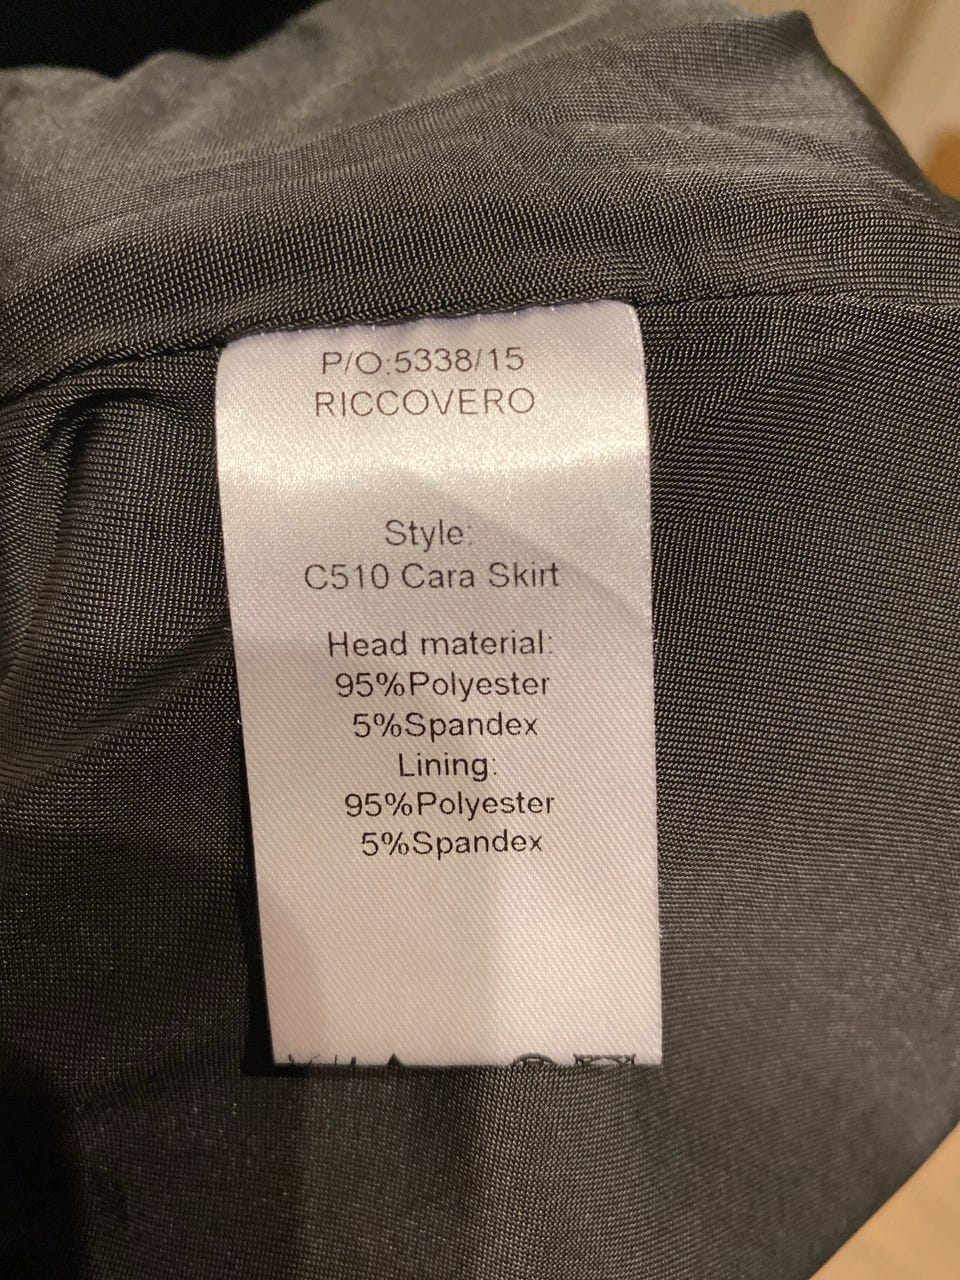 P/O:5338/15
RICCOVERO
Style:
C510 Cara Skirt
Head material:
95%Polyester
5%Spandex
Lining:
95%Polyester
5%Spandex